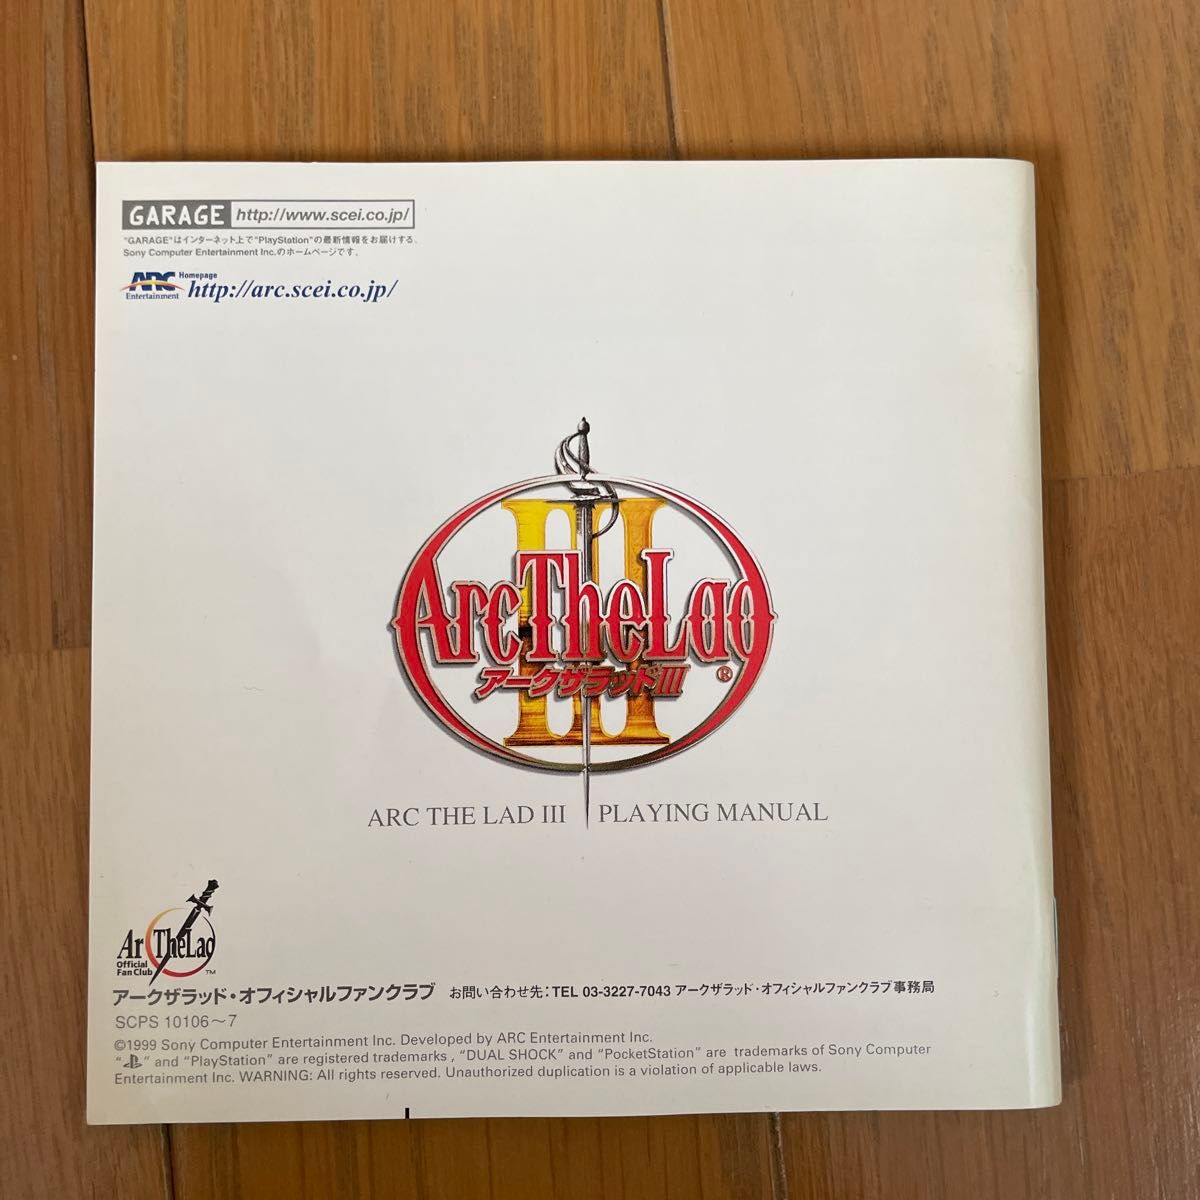 GARAGE http://www.scei.co.jp/
"GARAGE"はインターネット上で"PlayStation"の最新情報をお届けする、
Sony Computer Entertainment Inc.のホームページです。
ARC Entertainment Homepage http://arc.scei.co.jp/
III
ArcTheLad
アークザラッドIII ®
ARC THE LAD III PLAYING MANUAL
ArcTheLad
Official
Fan Club ™
アークザラッド・オフィシャルファンクラブ お問い合わせ先:TEL 03-3227-7043 アークザラッド・オフィシャルファンクラブ事務局
SCPS 10106～7
©1999 Sony Computer Entertainment Inc. Developed by ARC Entertainment Inc.
" " and "PlayStation" are registered trademarks , "DUAL SHOCK" and "PocketStation" are trademarks of Sony Computer
Entertainment Inc. WARNING: All rights reserved. Unauthorized duplication is a violation of applicable laws.